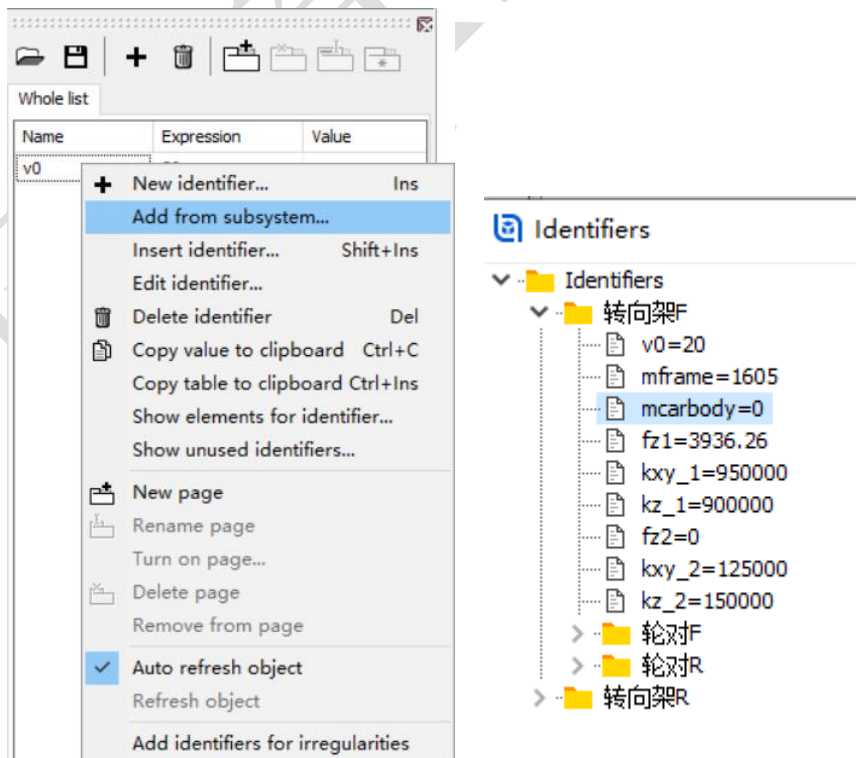 Whole list
Name Expression Value
v0
New identifier... Ins
Add from subsystem...
Insert identifier... Shift+Ins
Edit identifier...
Delete identifier Del
Copy value to clipboard Ctrl+C
Copy table to clipboard Ctrl+Ins
Show elements for identifier...
Show unused identifiers...
New page
Rename page
Turn on page...
Delete page
Remove from page
Auto refresh object
Refresh object
Add identifiers for irregularities
Identifiers
Identifiers
转向架F
v0=20
mframe=1605
mcarbody=0
fz1=3936.26
kxy_1=950000
kz_1=900000
fz2=0
kxy_2=125000
kz_2=150000
轮对F
轮对R
转向架R